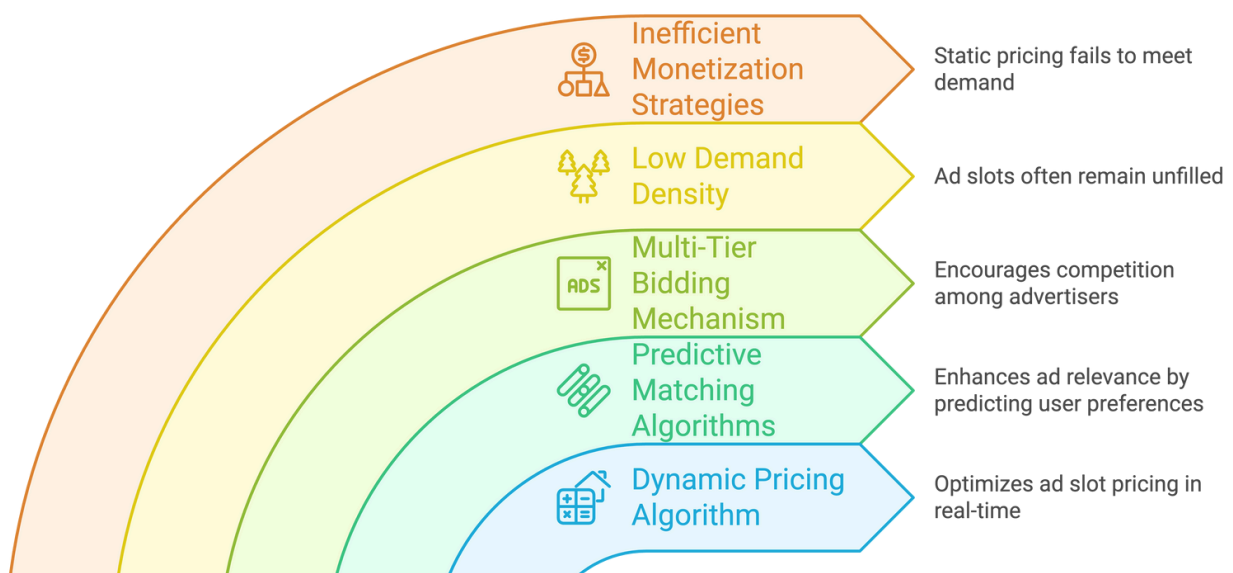 Inefficient
Monetization
Strategies
Static pricing fails to meet
demand
Low Demand
Density
Ad slots often remain unfilled
Multi-Tier
Bidding
Mechanism
ADS
Encourages competition
among advertisers
Predictive
Matching
Algorithms
Enhances ad relevance by
predicting user preferences
Dynamic Pricing
Algorithm
Optimizes ad slot pricing in
real-time